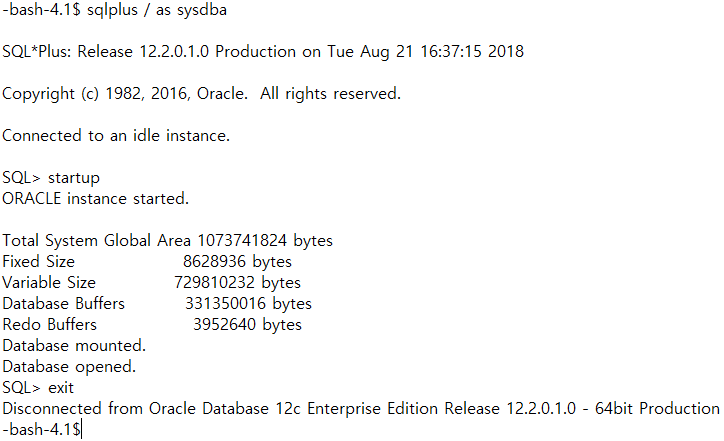 -bash-4.1$ sqlplus / as sysdba
SQL*Plus: Release 12.2.0.1.0 Production on Tue Aug 21 16:37:15 2018
Copyright (c) 1982, 2016, Oracle.  All rights reserved.
Connected to an idle instance.
SQL> startup
ORACLE instance started.
Total System Global Area 1073741824 bytes
Fixed Size                  8628936 bytes
Variable Size             729810232 bytes
Database Buffers          331350016 bytes
Redo Buffers                3952640 bytes
Database mounted.
Database opened.
SQL> exit
Disconnected from Oracle Database 12c Enterprise Edition Release 12.2.0.1.0 - 64bit Production
-bash-4.1$